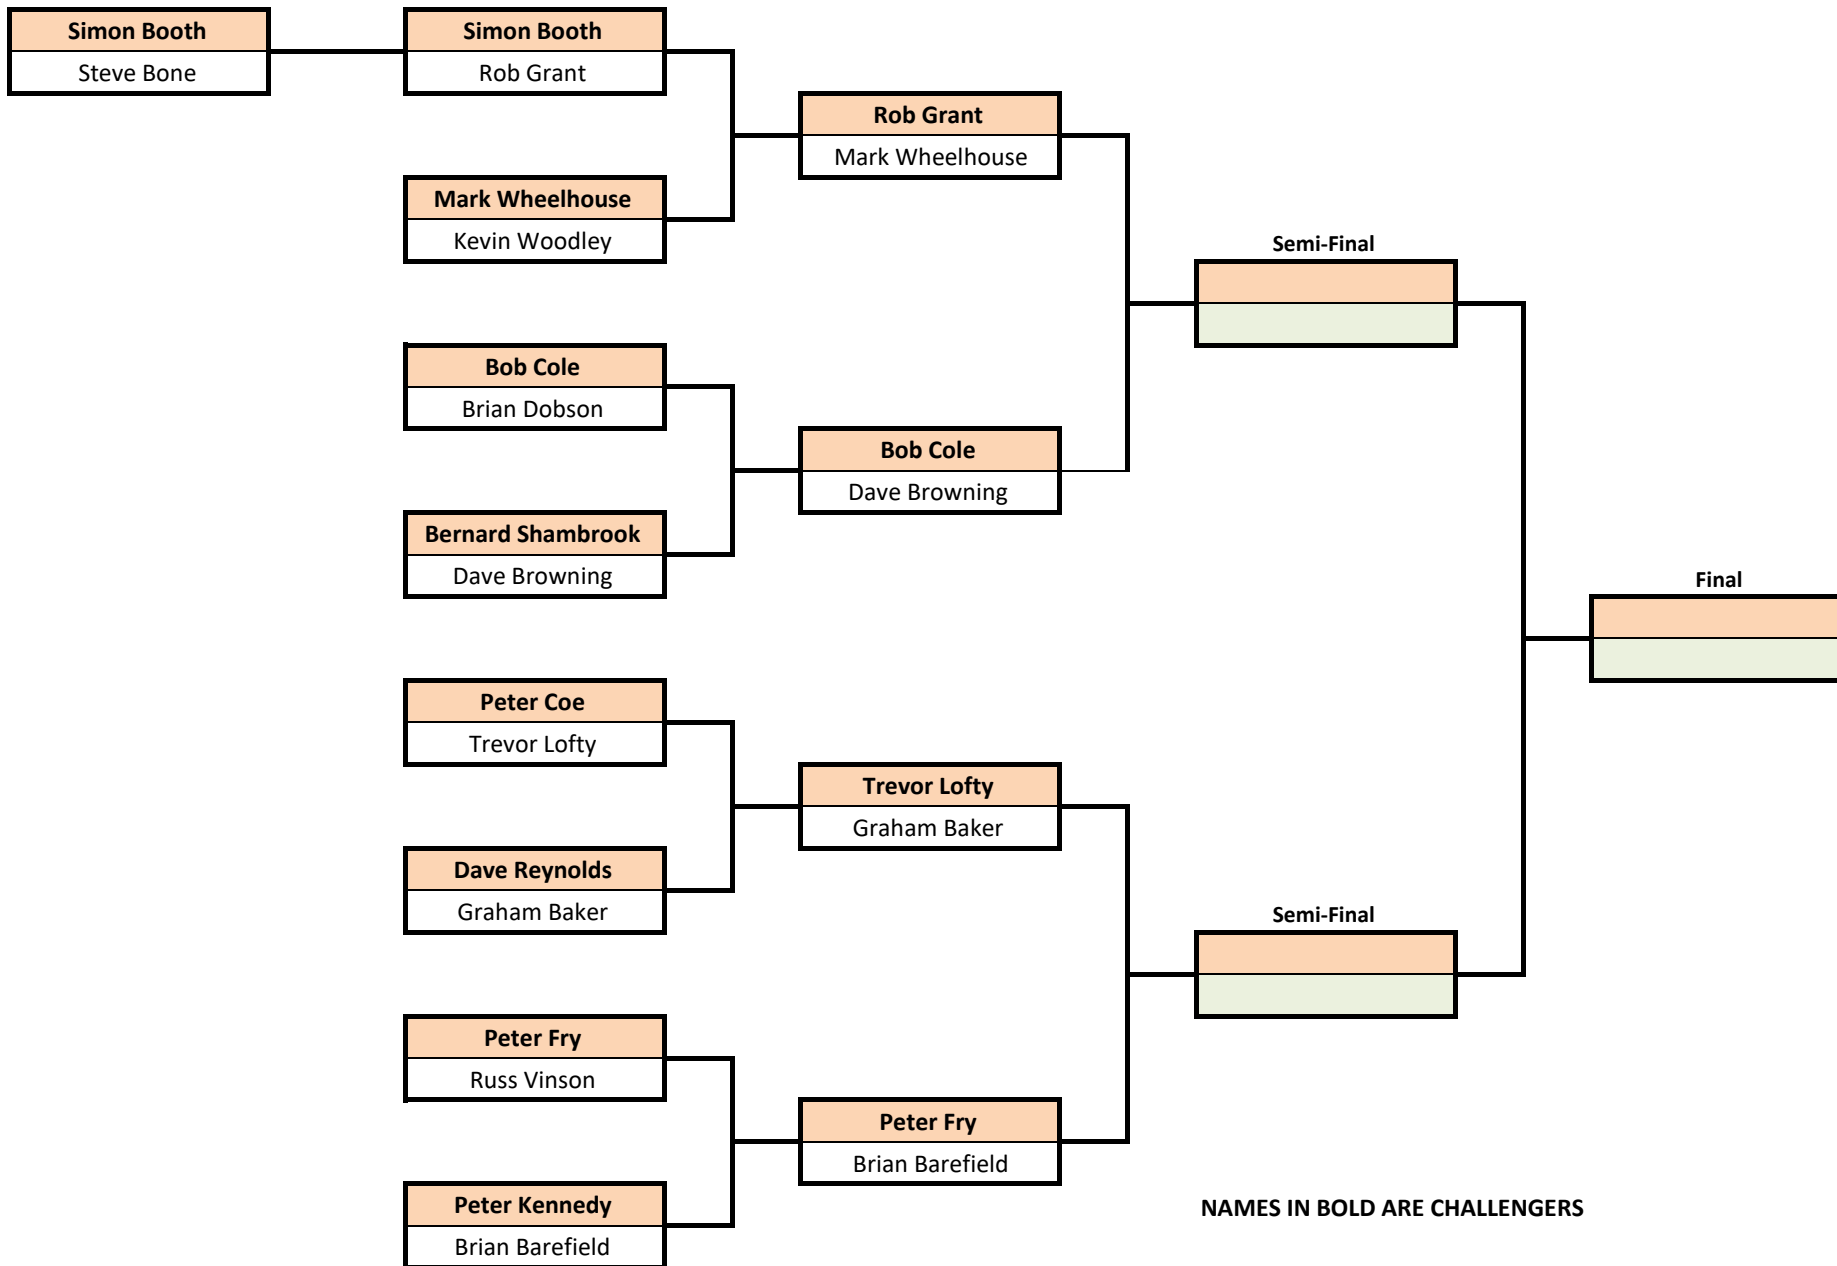 Simon Booth
Steve Bone
Simon Booth
Rob Grant
Mark Wheelhouse
Kevin Woodley
Bob Cole
Brian Dobson
Bernard Shambrook
Dave Browning
Peter Coe
Trevor Lofty
Dave Reynolds
Graham Baker
Peter Fry
Russ Vinson
Peter Kennedy
Brian Barefield
Rob Grant
Mark Wheelhouse
Bob Cole
Dave Browning
Trevor Lofty
Graham Baker
Peter Fry
Brian Barefield
Semi-Final
Semi-Final
Final
NAMES IN BOLD ARE CHALLENGERS